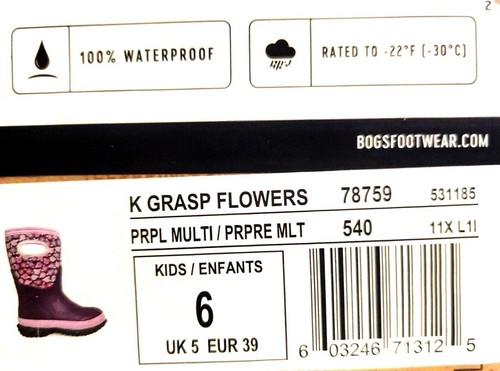 2
100% WATERPROOF
RATED TO -22°F (-30°C)
BOGSFOOTWEAR.COM
K GRASP FLOWERS 78759 531185
PRPL MULTI / PRPRE MLT 540 11X L1I
KIDS / ENFANTS
6
UK 5 EUR 39
6 03246 71312 5